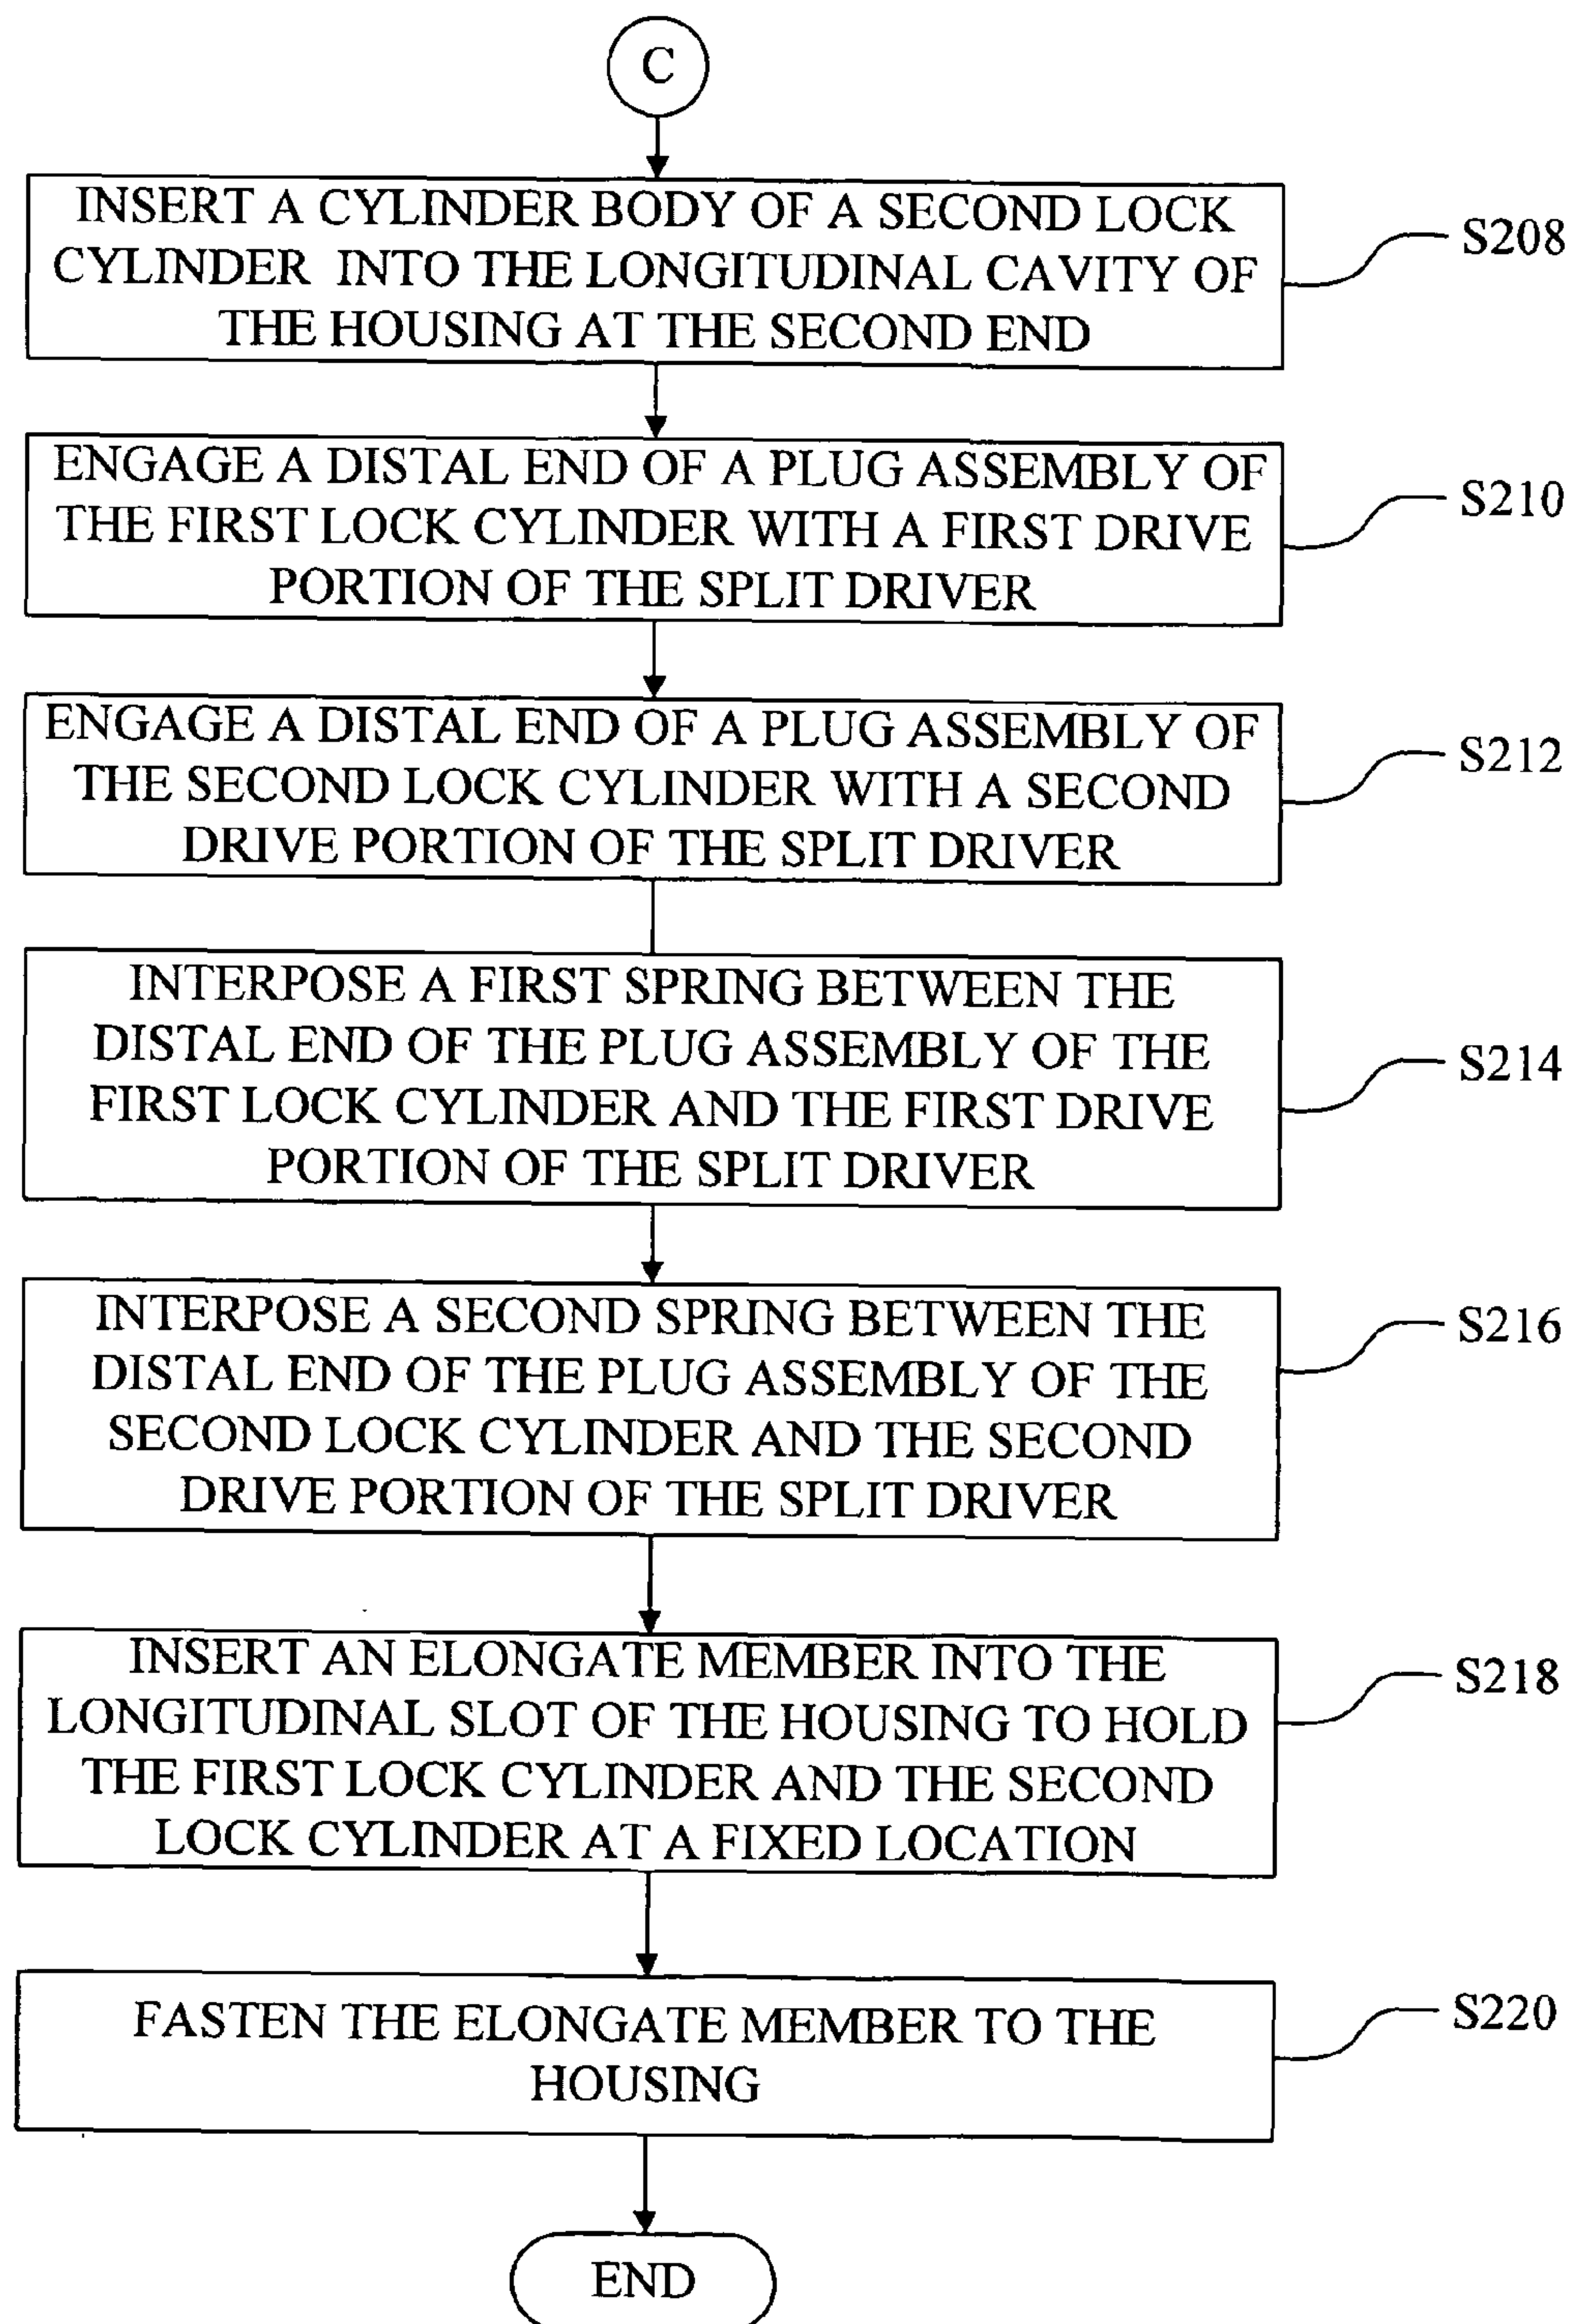 C
INSERT A CYLINDER BODY OF A SECOND LOCK
CYLINDER INTO THE LONGITUDINAL CAVITY OF
THE HOUSING AT THE SECOND END
S208
ENGAGE A DISTAL END OF A PLUG ASSEMBLY OF
THE FIRST LOCK CYLINDER WITH A FIRST DRIVE
PORTION OF THE SPLIT DRIVER
S210
ENGAGE A DISTAL END OF A PLUG ASSEMBLY OF
THE SECOND LOCK CYLINDER WITH A SECOND
DRIVE PORTION OF THE SPLIT DRIVER
S212
INTERPOSE A FIRST SPRING BETWEEN THE
DISTAL END OF THE PLUG ASSEMBLY OF THE
FIRST LOCK CYLINDER AND THE FIRST DRIVE
PORTION OF THE SPLIT DRIVER
S214
INTERPOSE A SECOND SPRING BETWEEN THE
DISTAL END OF THE PLUG ASSEMBLY OF THE
SECOND LOCK CYLINDER AND THE SECOND
DRIVE PORTION OF THE SPLIT DRIVER
S216
INSERT AN ELONGATE MEMBER INTO THE
LONGITUDINAL SLOT OF THE HOUSING TO HOLD
THE FIRST LOCK CYLINDER AND THE SECOND
LOCK CYLINDER AT A FIXED LOCATION
S218
FASTEN THE ELONGATE MEMBER TO THE
HOUSING
S220
END